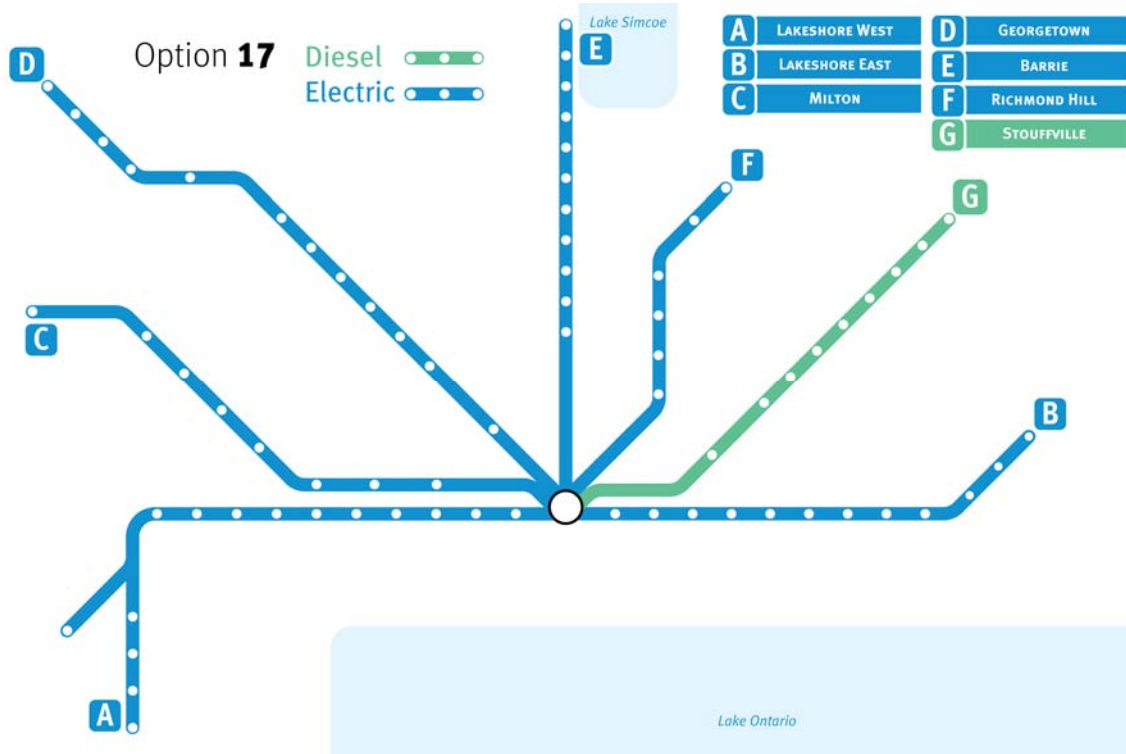 Option 17
Diesel
Electric
Lake Simcoe
A LAKESHORE WEST
B LAKESHORE EAST
C MILTON
D GEORGETOWN
E BARRIE
F RICHMOND HILL
G STOUFFVILLE
D
E
F
G
C
B
A
Lake Ontario